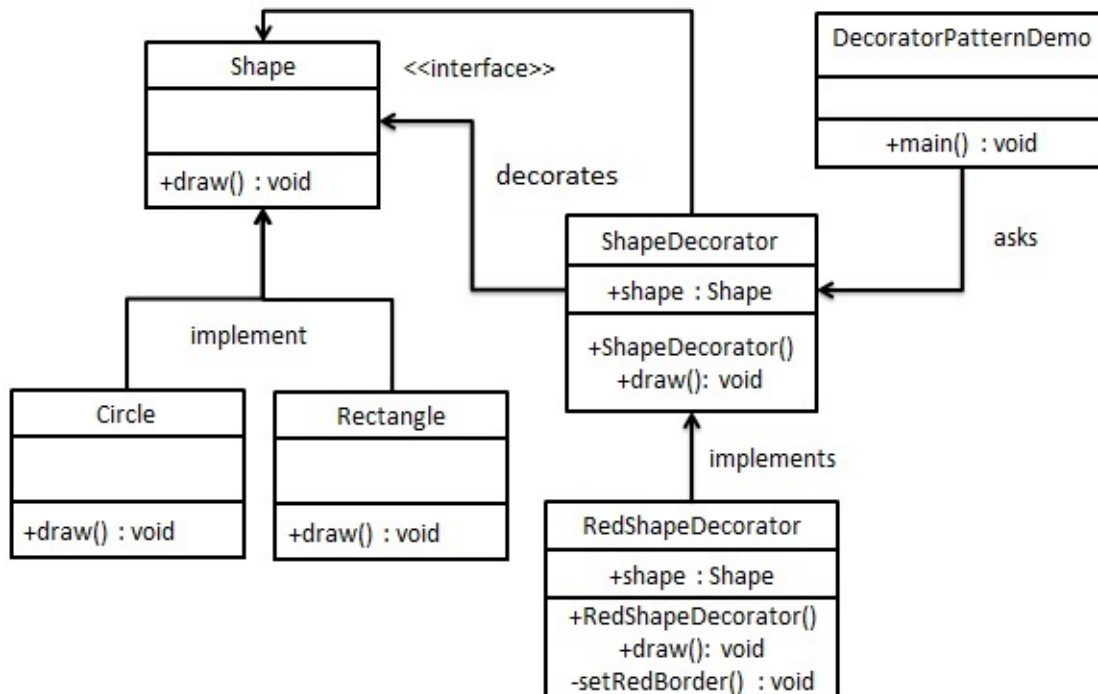 Shape
+draw() : void
<<interface>>
decorates
DecoratorPatternDemo
+main() : void
asks
ShapeDecorator
+shape : Shape
+ShapeDecorator()
+draw(): void
implement
Circle
+draw() : void
Rectangle
+draw() : void
implements
RedShapeDecorator
+shape : Shape
+RedShapeDecorator()
+draw(): void
-setRedBorder() : void